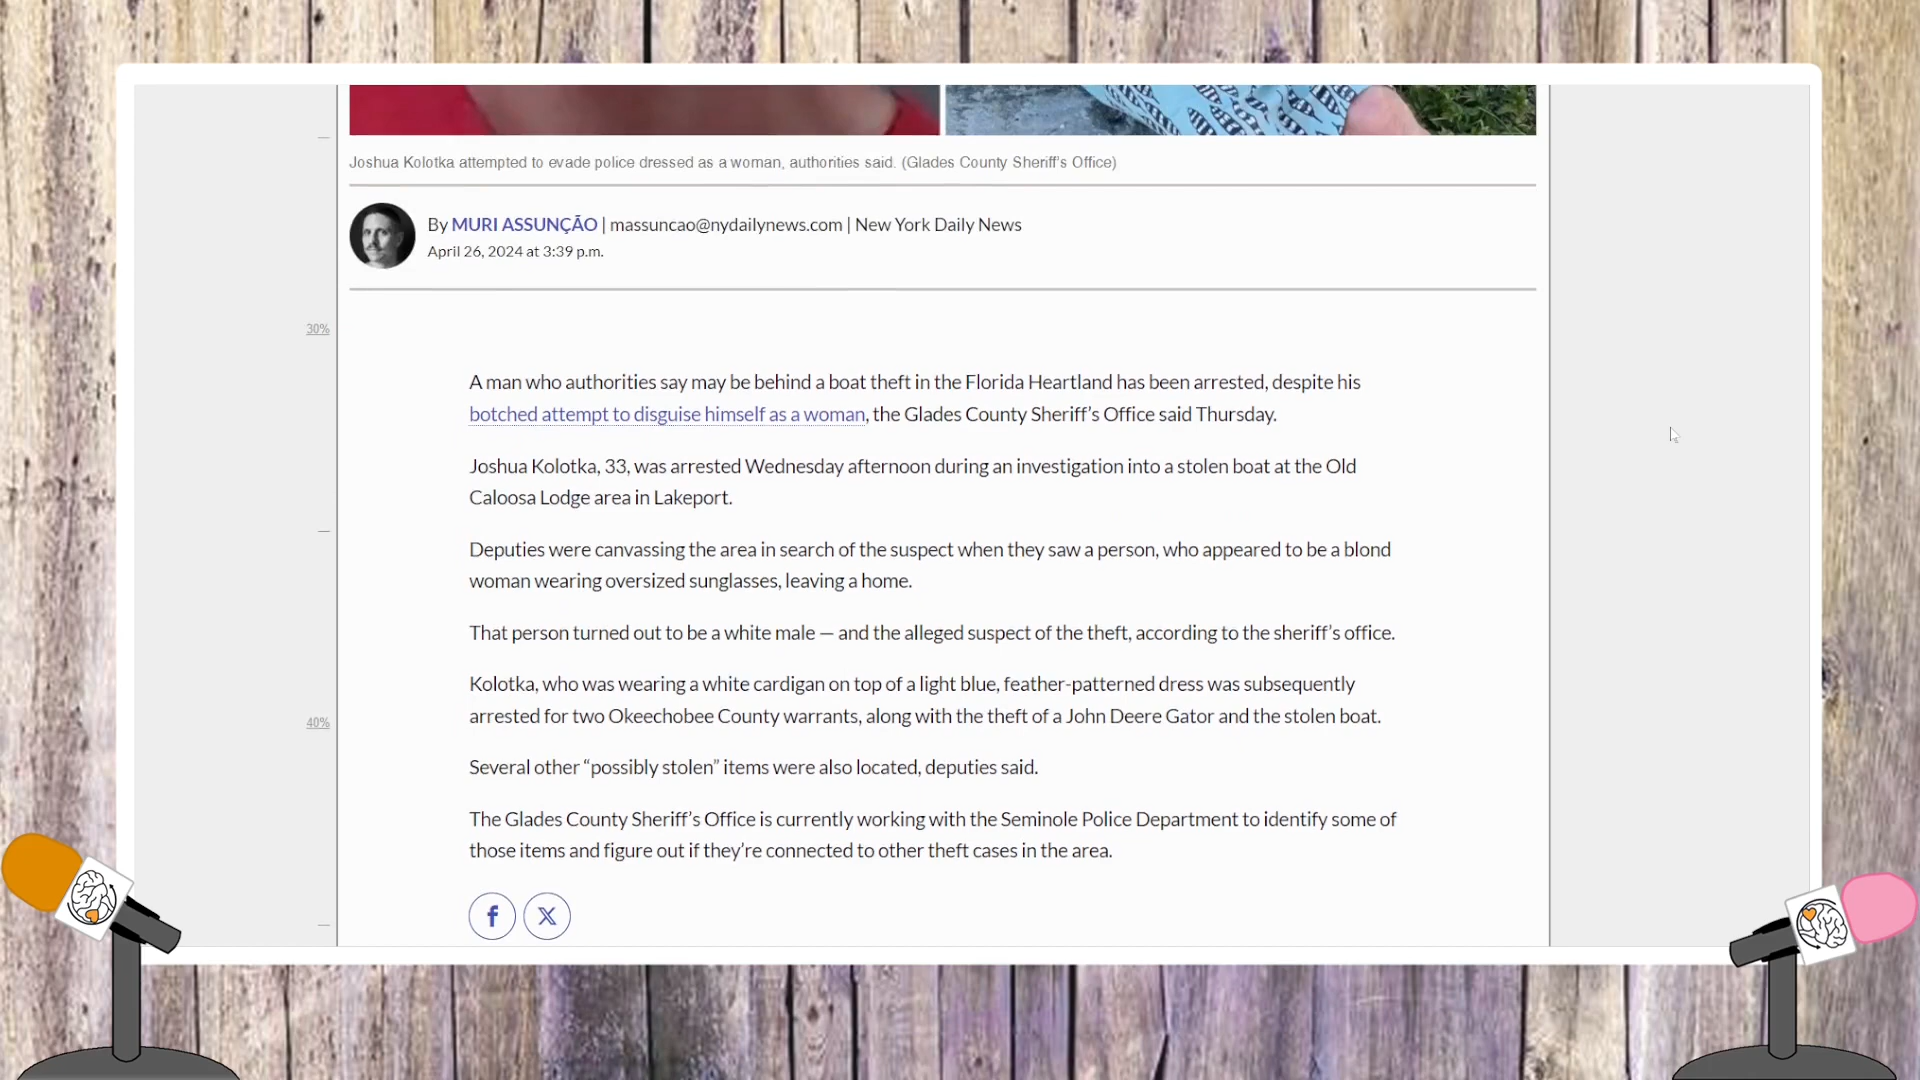 Joshua Kolotka attempted to evade police dressed as a woman, authorities said. (Glades County Sheriff's Office)
By MURI ASSUNÇÃO | massuncao@nydailynews.com | New York Daily News
April 26, 2024 at 3:39 p.m.
30%
A man who authorities say may be behind a boat theft in the Florida Heartland has been arrested, despite his
botched attempt to disguise himself as a woman, the Glades County Sheriff’s Office said Thursday.
Joshua Kolotka, 33, was arrested Wednesday afternoon during an investigation into a stolen boat at the Old
Caloosa Lodge area in Lakeport.
Deputies were canvassing the area in search of the suspect when they saw a person, who appeared to be a blond
woman wearing oversized sunglasses, leaving a home.
That person turned out to be a white male — and the alleged suspect of the theft, according to the sheriff’s office.
Kolotka, who was wearing a white cardigan on top of a light blue, feather-patterned dress was subsequently
arrested for two Okeechobee County warrants, along with the theft of a John Deere Gator and the stolen boat.
40%
Several other “possibly stolen” items were also located, deputies said.
The Glades County Sheriff’s Office is currently working with the Seminole Police Department to identify some of
those items and figure out if they’re connected to other theft cases in the area.